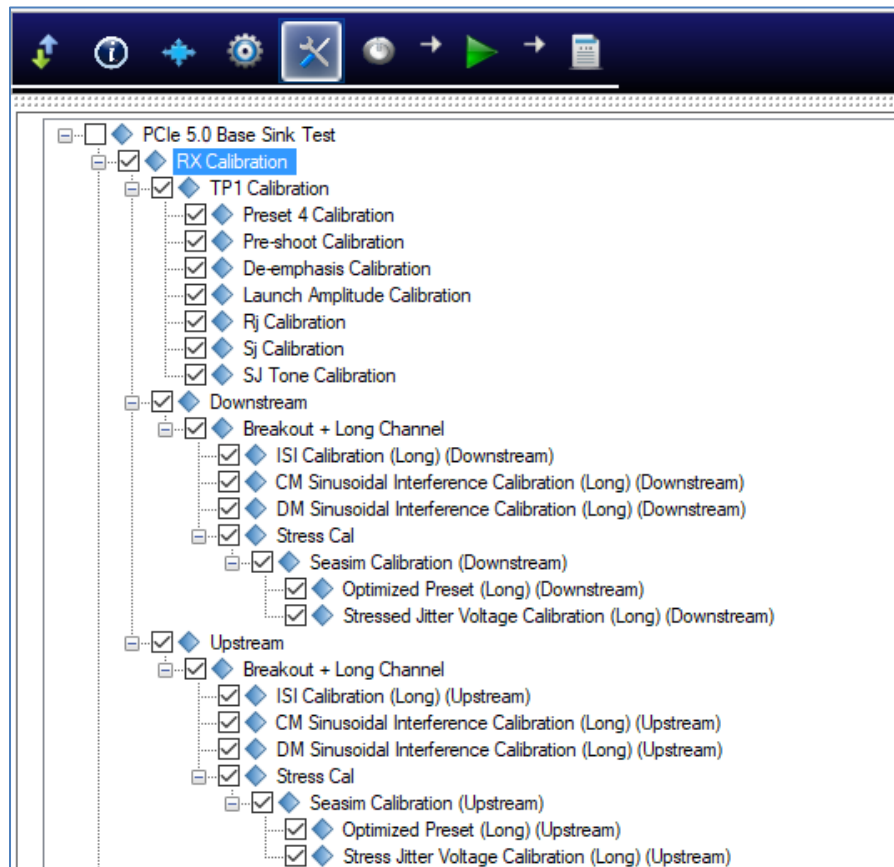 PCIe 5.0 Base Sink Test
RX Calibration
TP1 Calibration
Preset 4 Calibration
Pre-shoot Calibration
De-emphasis Calibration
Launch Amplitude Calibration
Rj Calibration
Sj Calibration
SJ Tone Calibration
Downstream
Breakout + Long Channel
ISI Calibration (Long) (Downstream)
CM Sinusoidal Interference Calibration (Long) (Downstream)
DM Sinusoidal Interference Calibration (Long) (Downstream)
Stress Cal
Seasim Calibration (Downstream)
Optimized Preset (Long) (Downstream)
Stressed Jitter Voltage Calibration (Long) (Downstream)
Upstream
Breakout + Long Channel
ISI Calibration (Long) (Upstream)
CM Sinusoidal Interference Calibration (Long) (Upstream)
DM Sinusoidal Interference Calibration (Long) (Upstream)
Stress Cal
Seasim Calibration (Upstream)
Optimized Preset (Long) (Upstream)
Stress Jitter Voltage Calibration (Long) (Upstream)